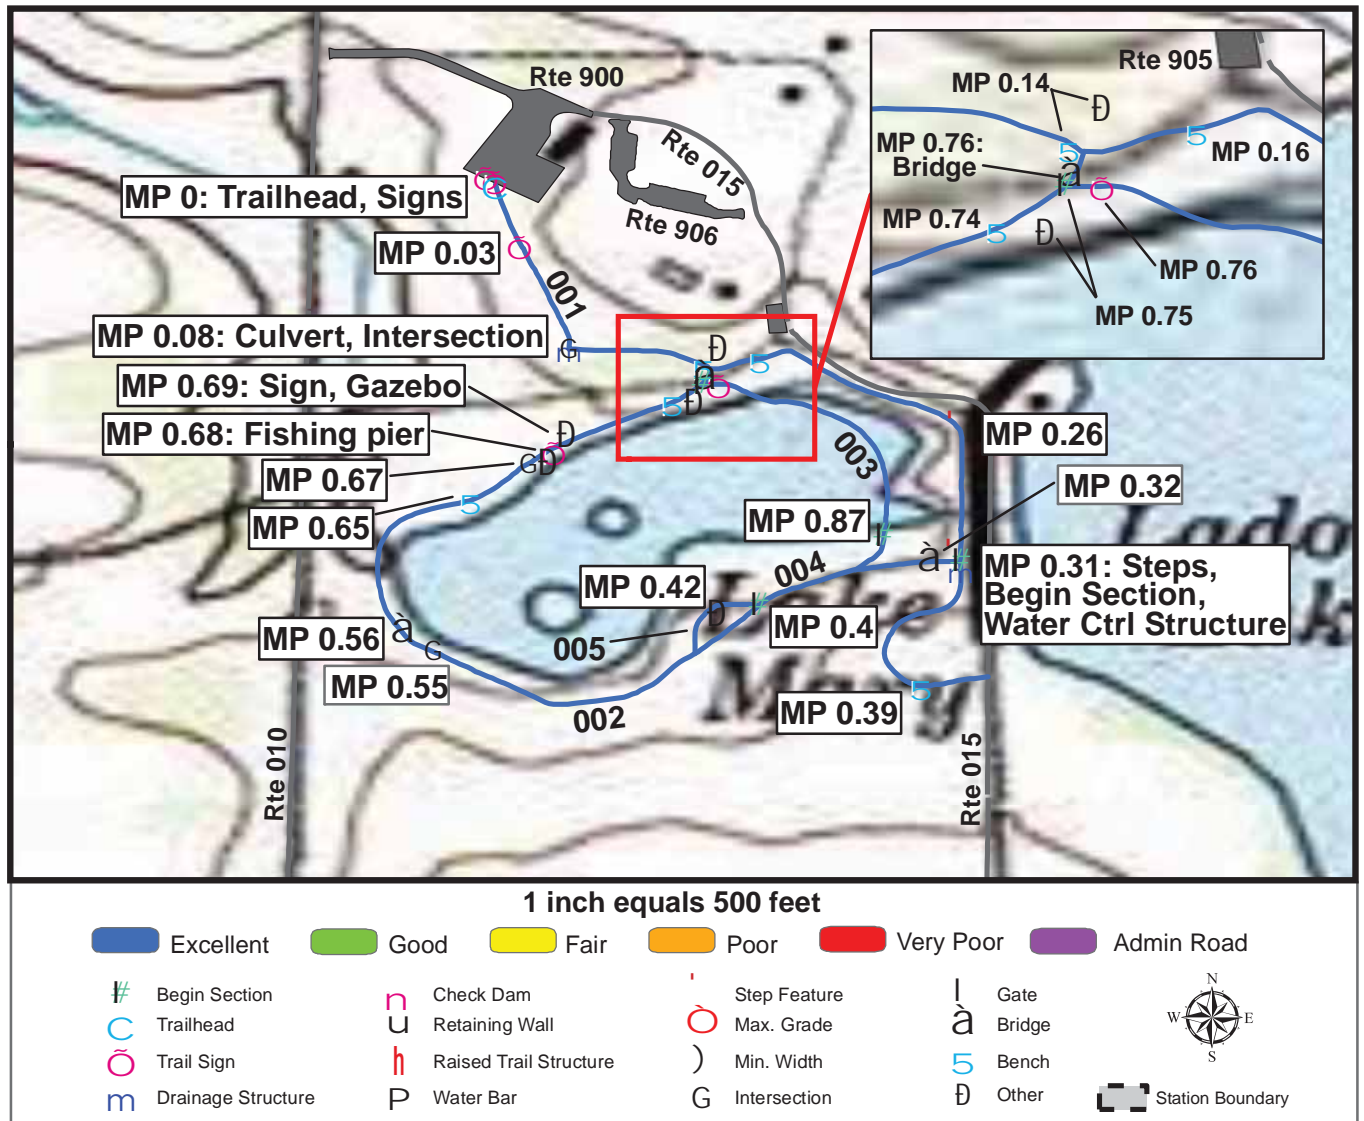 Rte 900
Rte 015
Rte 906
MP 0: Trailhead, Signs
MP 0.03
001
MP 0.08: Culvert, Intersection
MP 0.69: Sign, Gazebo
MP 0.68: Fishing pier
MP 0.67
MP 0.65
MP 0.56
MP 0.55
Rte 010
002
005
MP 0.42
004
MP 0.4
MP 0.87
003
MP 0.26
MP 0.32
MP 0.31: Steps,
Begin Section,
Water Ctrl Structure
MP 0.39
Rte 015
Lake
Mary
Lado
Rte 905
MP 0.14
MP 0.76:
Bridge
MP 0.16
MP 0.74
MP 0.76
MP 0.75
1 inch equals 500 feet
Excellent
Good
Fair
Poor
Very Poor
Admin Road
Begin Section
Check Dam
Step Feature
Gate
Trailhead
Retaining Wall
Max. Grade
Bridge
Trail Sign
Raised Trail Structure
Min. Width
Bench
Drainage Structure
Water Bar
Intersection
Other
Station Boundary
N
W
E
S